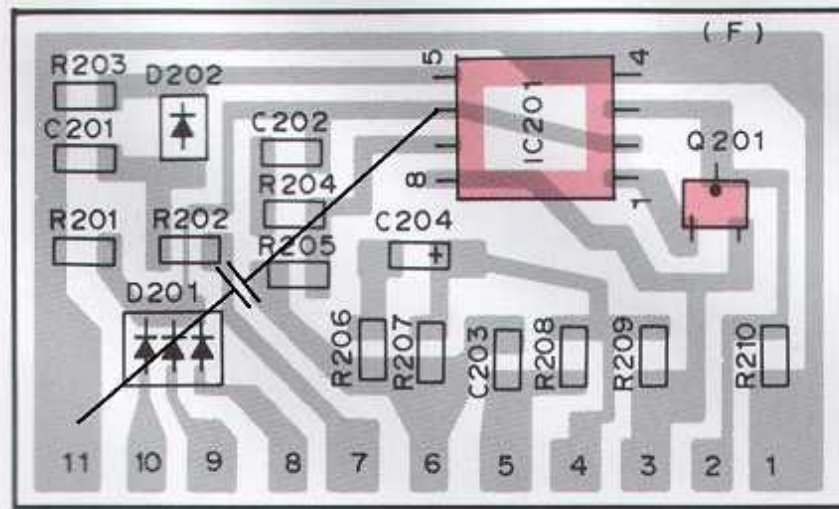 (F)
R203
D202
5
4
C201
C202
IC201
Q201
R204
8
1
R201
R202
C204
R205
+
D201
R206
R207
C203
R208
R209
R210
11 10 9 8 7 6 5 4 3 2 1